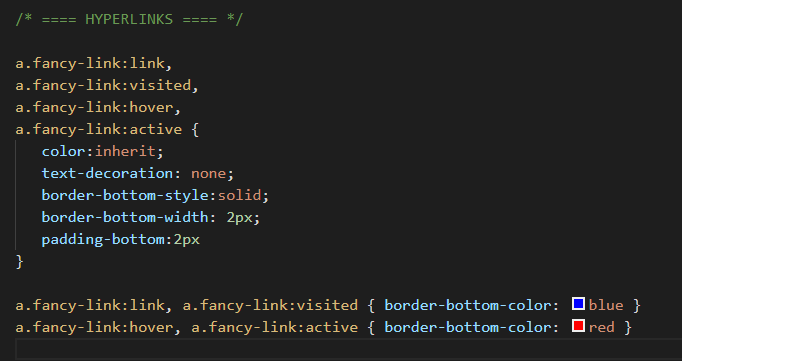 /* ==== HYPERLINKS ==== */
a.fancy-link:link,
a.fancy-link:visited,
a.fancy-link:hover,
a.fancy-link:active {
color:inherit;
text-decoration: none;
border-bottom-style:solid;
border-bottom-width: 2px;
padding-bottom:2px
}
a.fancy-link:link, a.fancy-link:visited { border-bottom-color: blue }
a.fancy-link:hover, a.fancy-link:active { border-bottom-color: red }